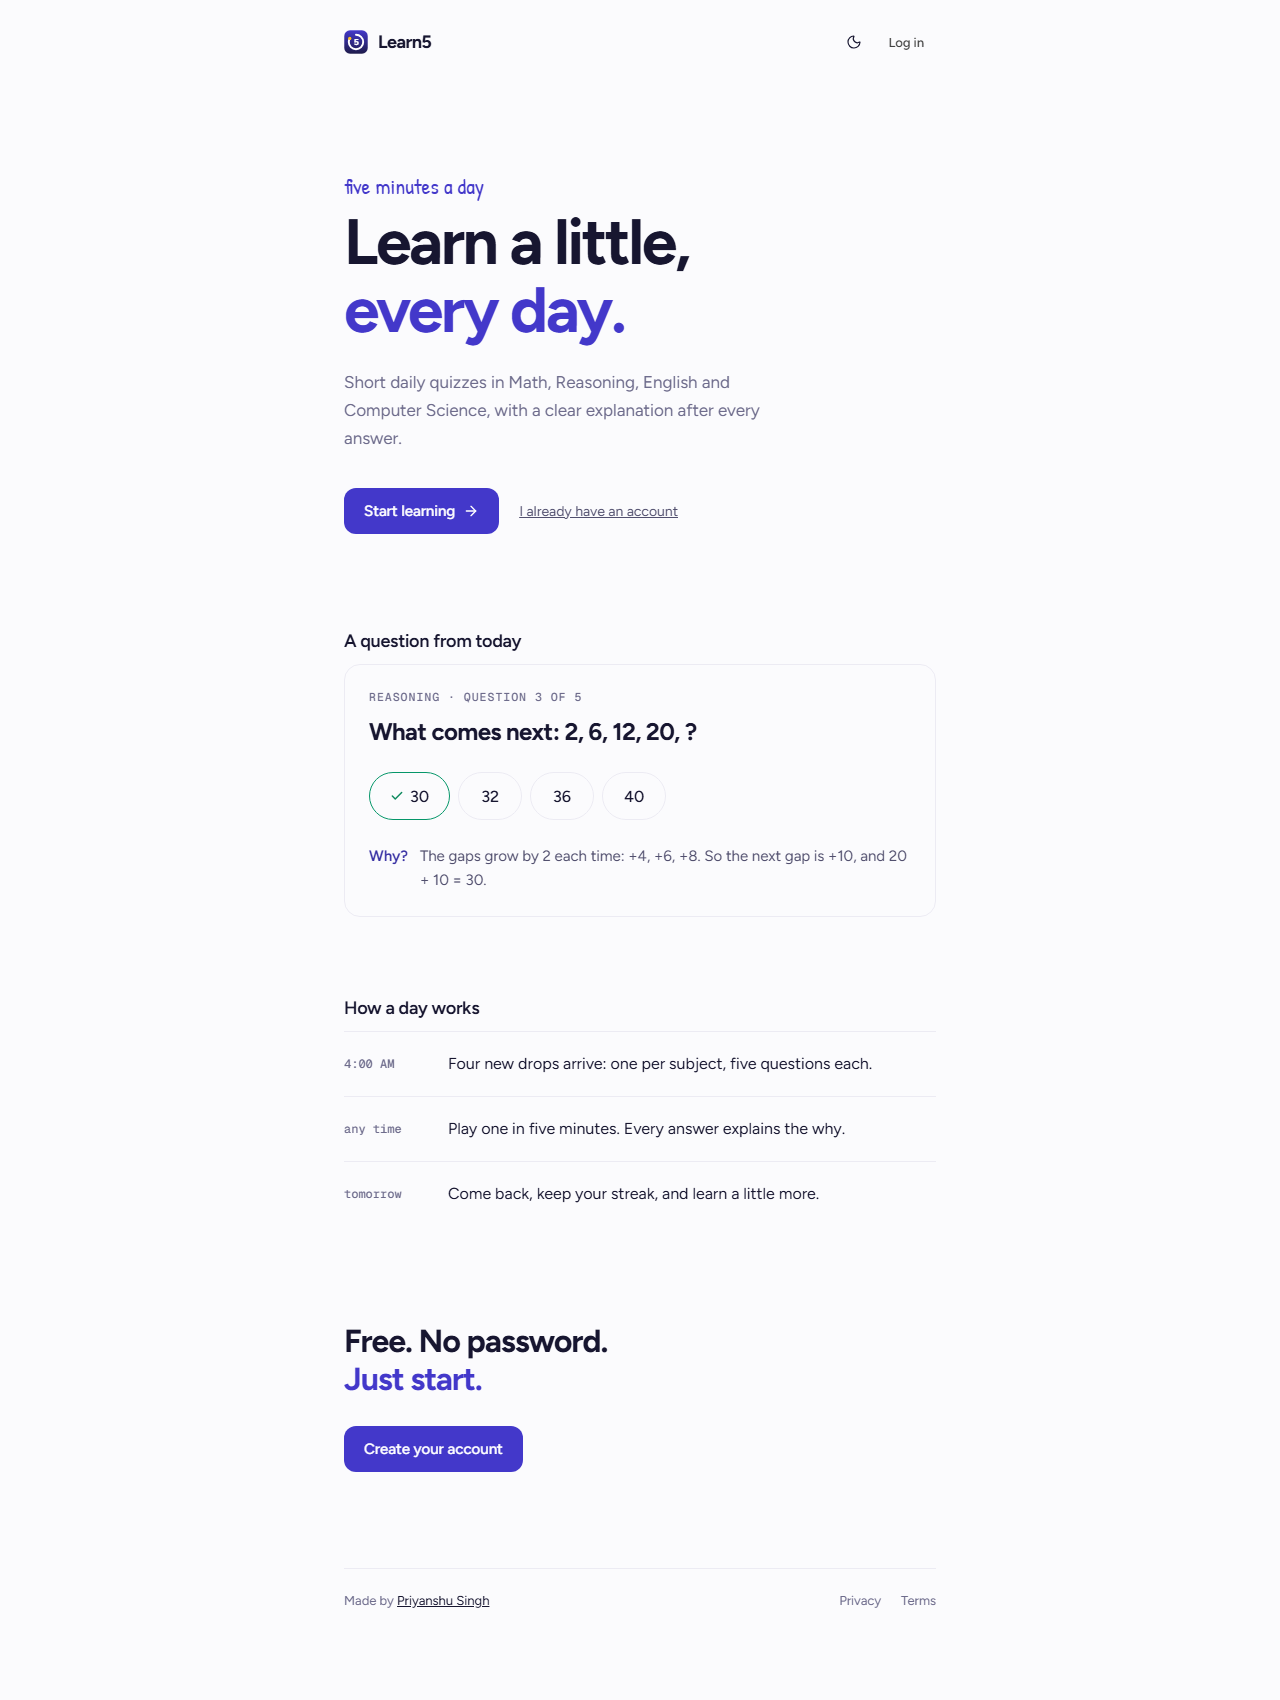 5 Learn5
Log in
five minutes a day
Learn a little,
every day.
Short daily quizzes in Math, Reasoning, English and
Computer Science, with a clear explanation after every
answer.
Start learning →
I already have an account
A question from today
REASONING · QUESTION 3 OF 5
What comes next: 2, 6, 12, 20, ?
✓ 30 32 36 40
Why? The gaps grow by 2 each time: +4, +6, +8. So the next gap is +10, and 20
+ 10 = 30.
How a day works
4:00 AM Four new drops arrive: one per subject, five questions each.
any time Play one in five minutes. Every answer explains the why.
tomorrow Come back, keep your streak, and learn a little more.
Free. No password.
Just start.
Create your account
Made by Priyanshu Singh
Privacy Terms